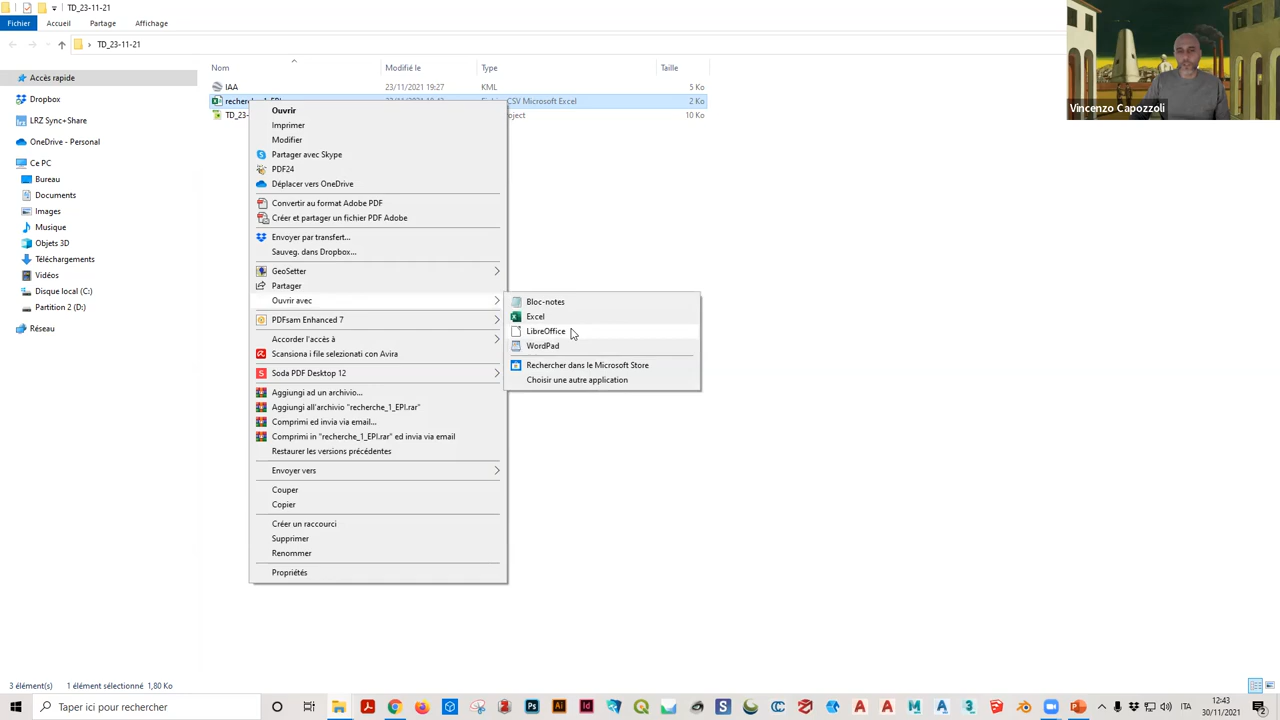 TD_23-11-21
Fichier
Accueil
Partage
Affichage
TD_23-11-21
Vincenzo Capozzoli
Nom
Modifié le
Type
Taille
Accès rapide
Dropbox
LRZ Sync+Share
OneDrive - Personal
Ce PC
Bureau
Documents
Images
Musique
Objets 3D
Téléchargements
Vidéos
Disque local (C:)
Partition 2 (D:)
Réseau
IAA
23/11/2021 19:27
KML
5 Ko
CSV Microsoft Excel
2 Ko
TD_23-
10 Ko
Ouvrir
Imprimer
Modifier
Partager avec Skype
PDF24
Déplacer vers OneDrive
Convertir au format Adobe PDF
Créer et partager un fichier PDF Adobe
Envoyer par transfert...
Sauveg. dans Dropbox...
GeoSetter
Partager
Ouvrir avec
PDFsam Enhanced 7
Accorder l'accès à
Scansiona i file selezionati con Avira
Soda PDF Desktop 12
Aggiungi ad un archivio...
Aggiungi all'archivio "recherche_1_EPI.rar"
Comprimi ed invia via email...
Comprimi in "recherche_1_EPI.rar" ed invia via email
Restaurer les versions précédentes
Envoyer vers
Couper
Copier
Créer un raccourci
Supprimer
Renommer
Propriétés
Bloc-notes
Excel
LibreOffice
WordPad
Rechercher dans le Microsoft Store
Choisir une autre application
3 élément(s)
1 élément sélectionné 1,80 Ko
Taper ici pour rechercher
ITA
12:43
30/11/2021